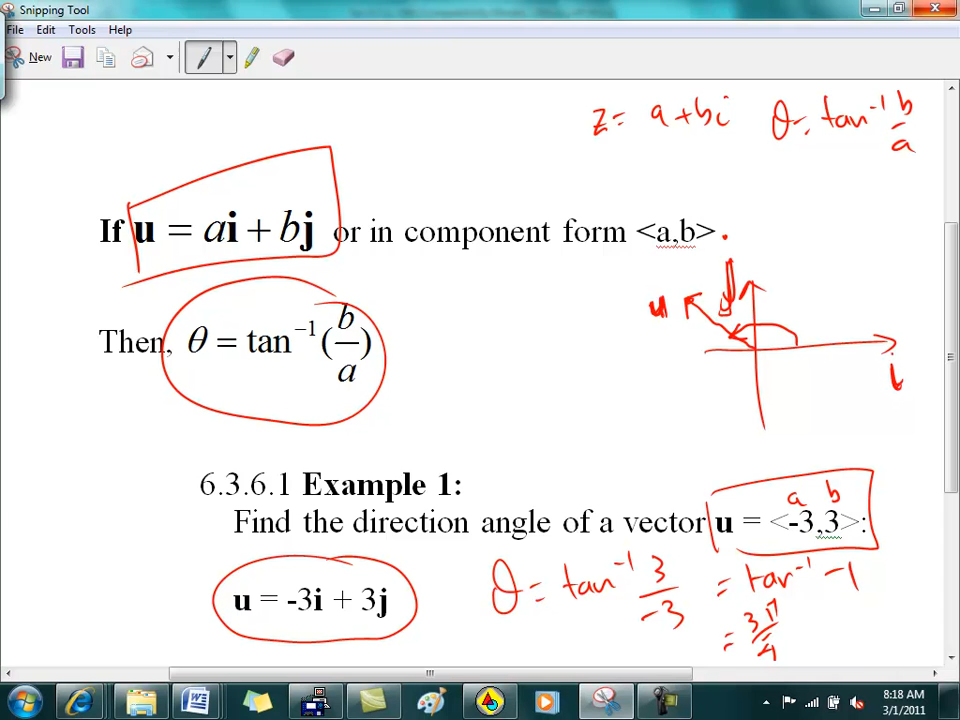 Snipping Tool
File Edit Tools Help
New
z = a + bi θ = tan⁻¹ b/a
If u = ai + bj or in component form <a,b>.
u
j
i
Then, θ = tan⁻¹(b/a)
6.3.6.1 Example 1:
a b
Find the direction angle of a vector u = <-3,3>:
u = -3i + 3j
θ = tan⁻¹ 3/-3 = tan⁻¹ -1
= 3π/4
8:18 AM
3/1/2011